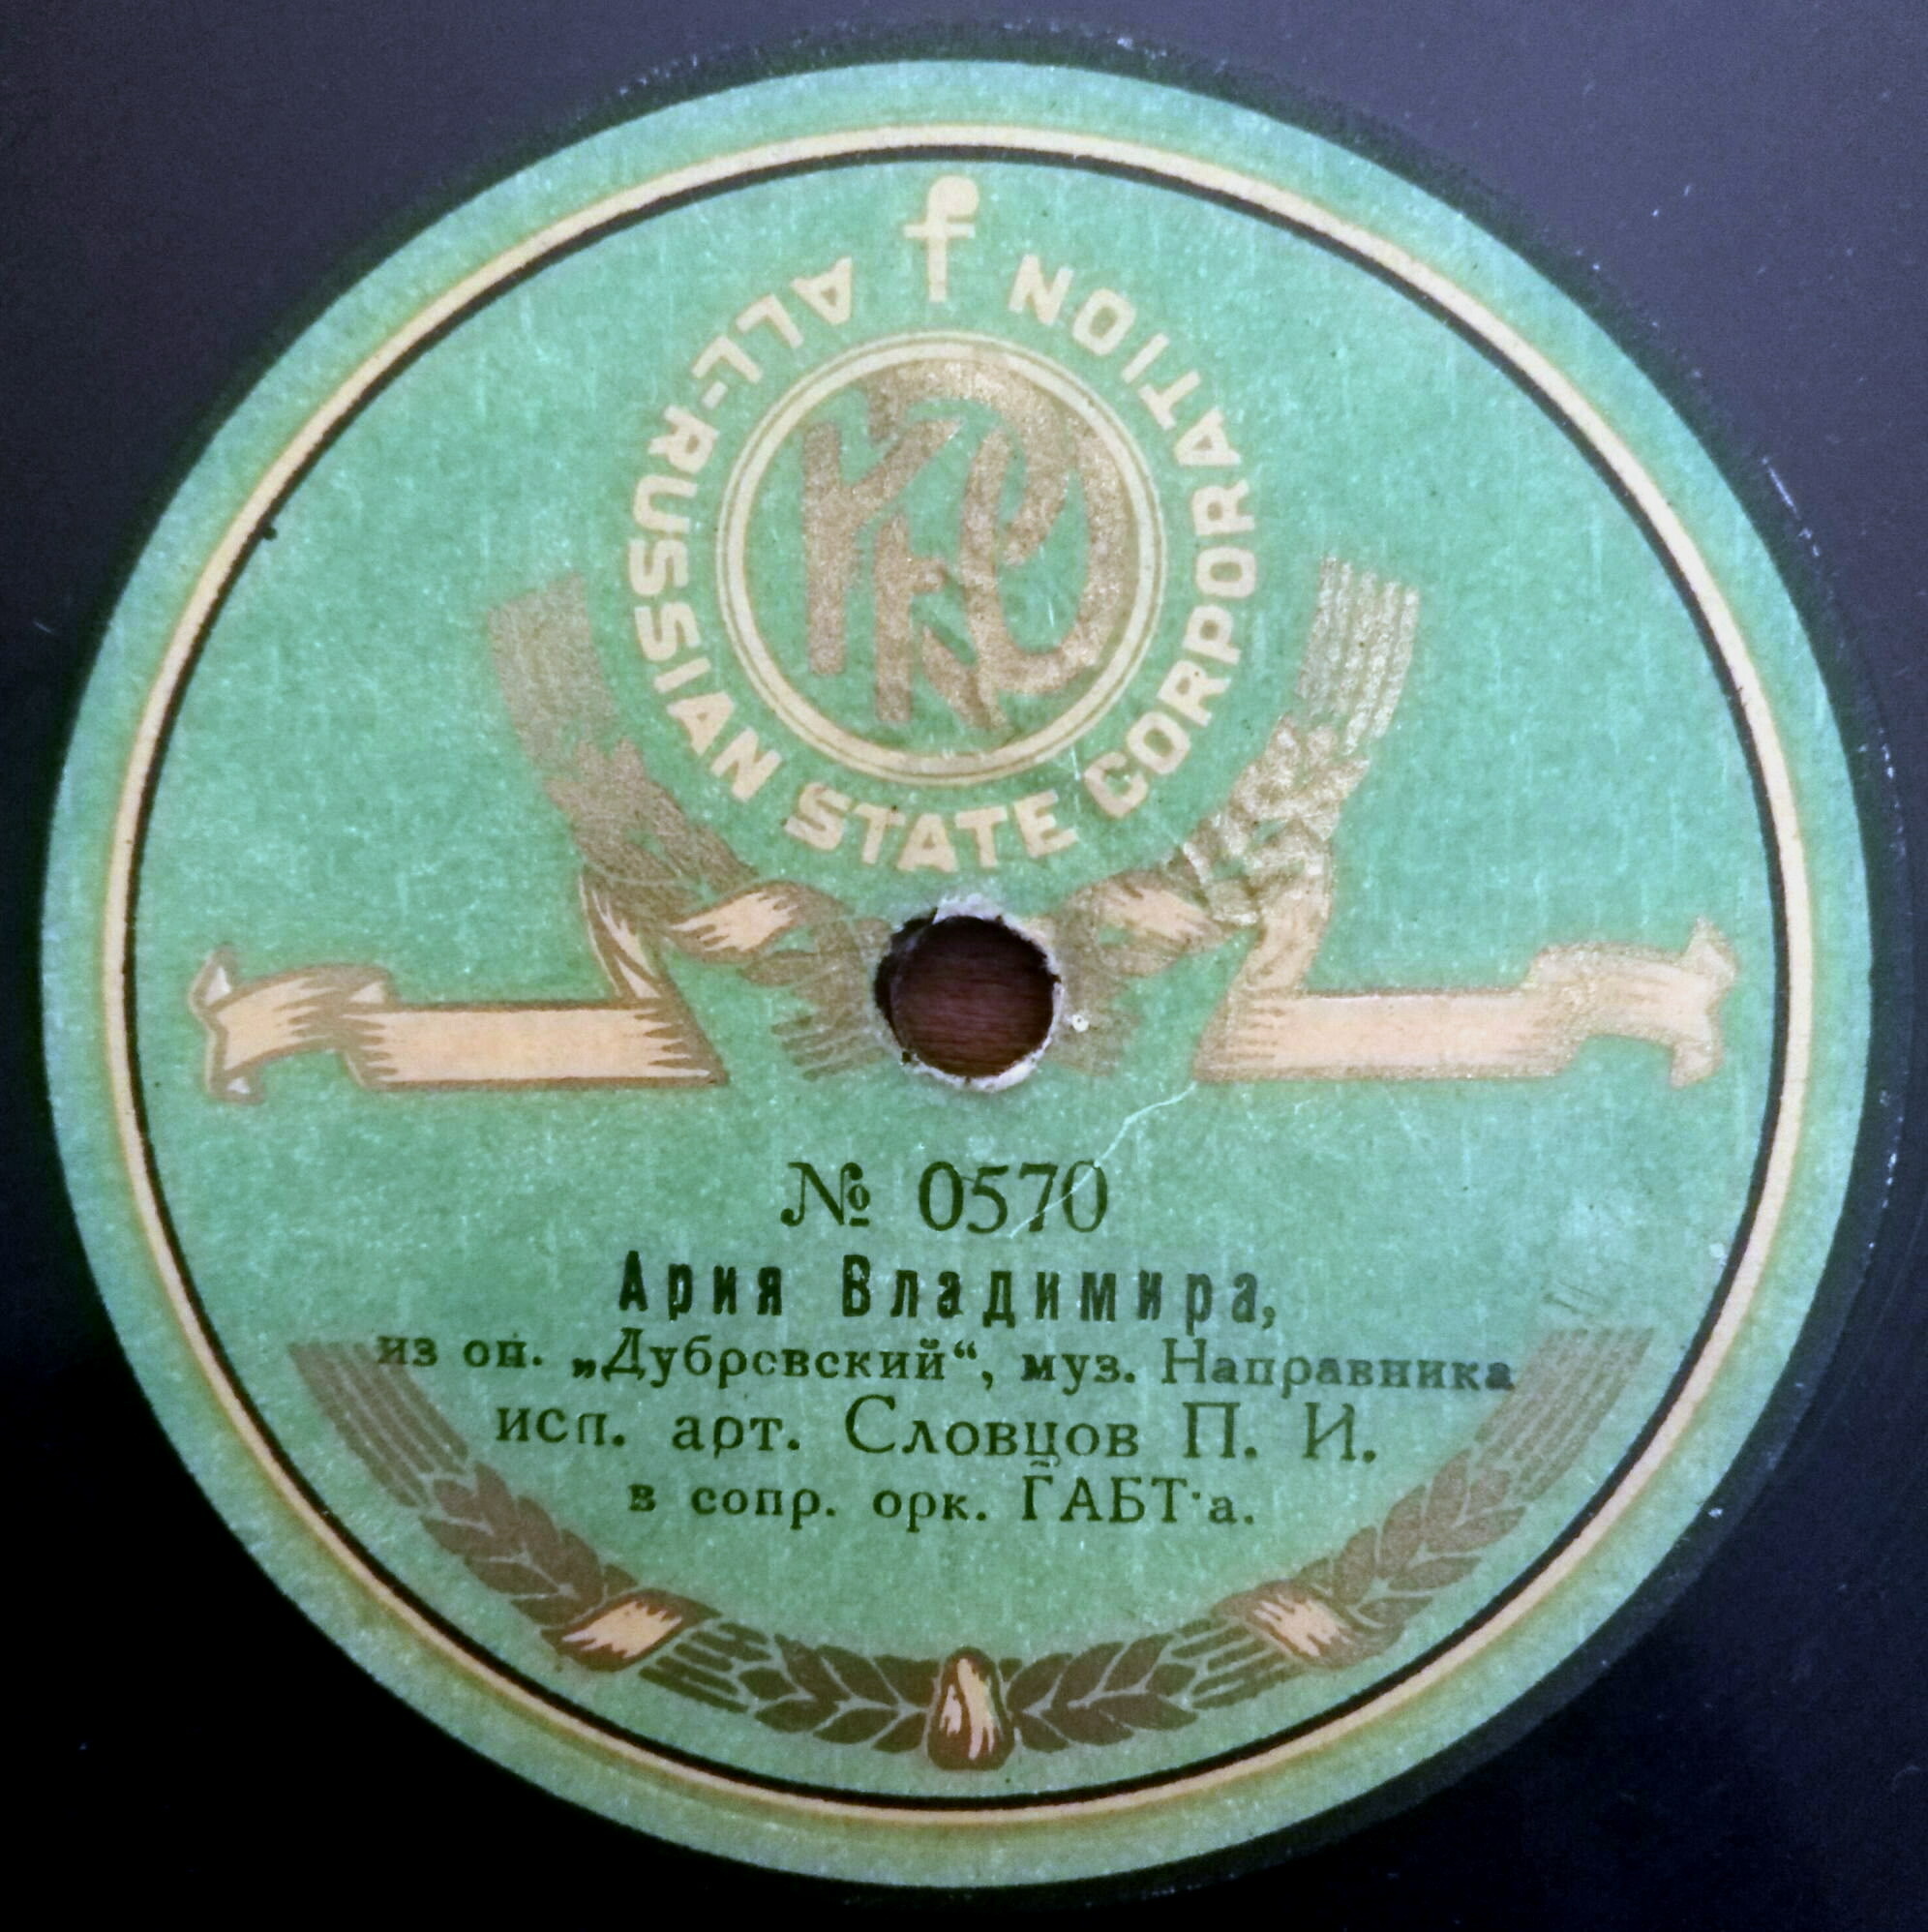 ALL-RUSSIAN STATE CORPORATION
№ 0570
Ария Владимира,
из оп. „Дубровский“, муз. Направника
исп. арт. Словцов П. И.
в сопр. орк. ГАБТ'а.